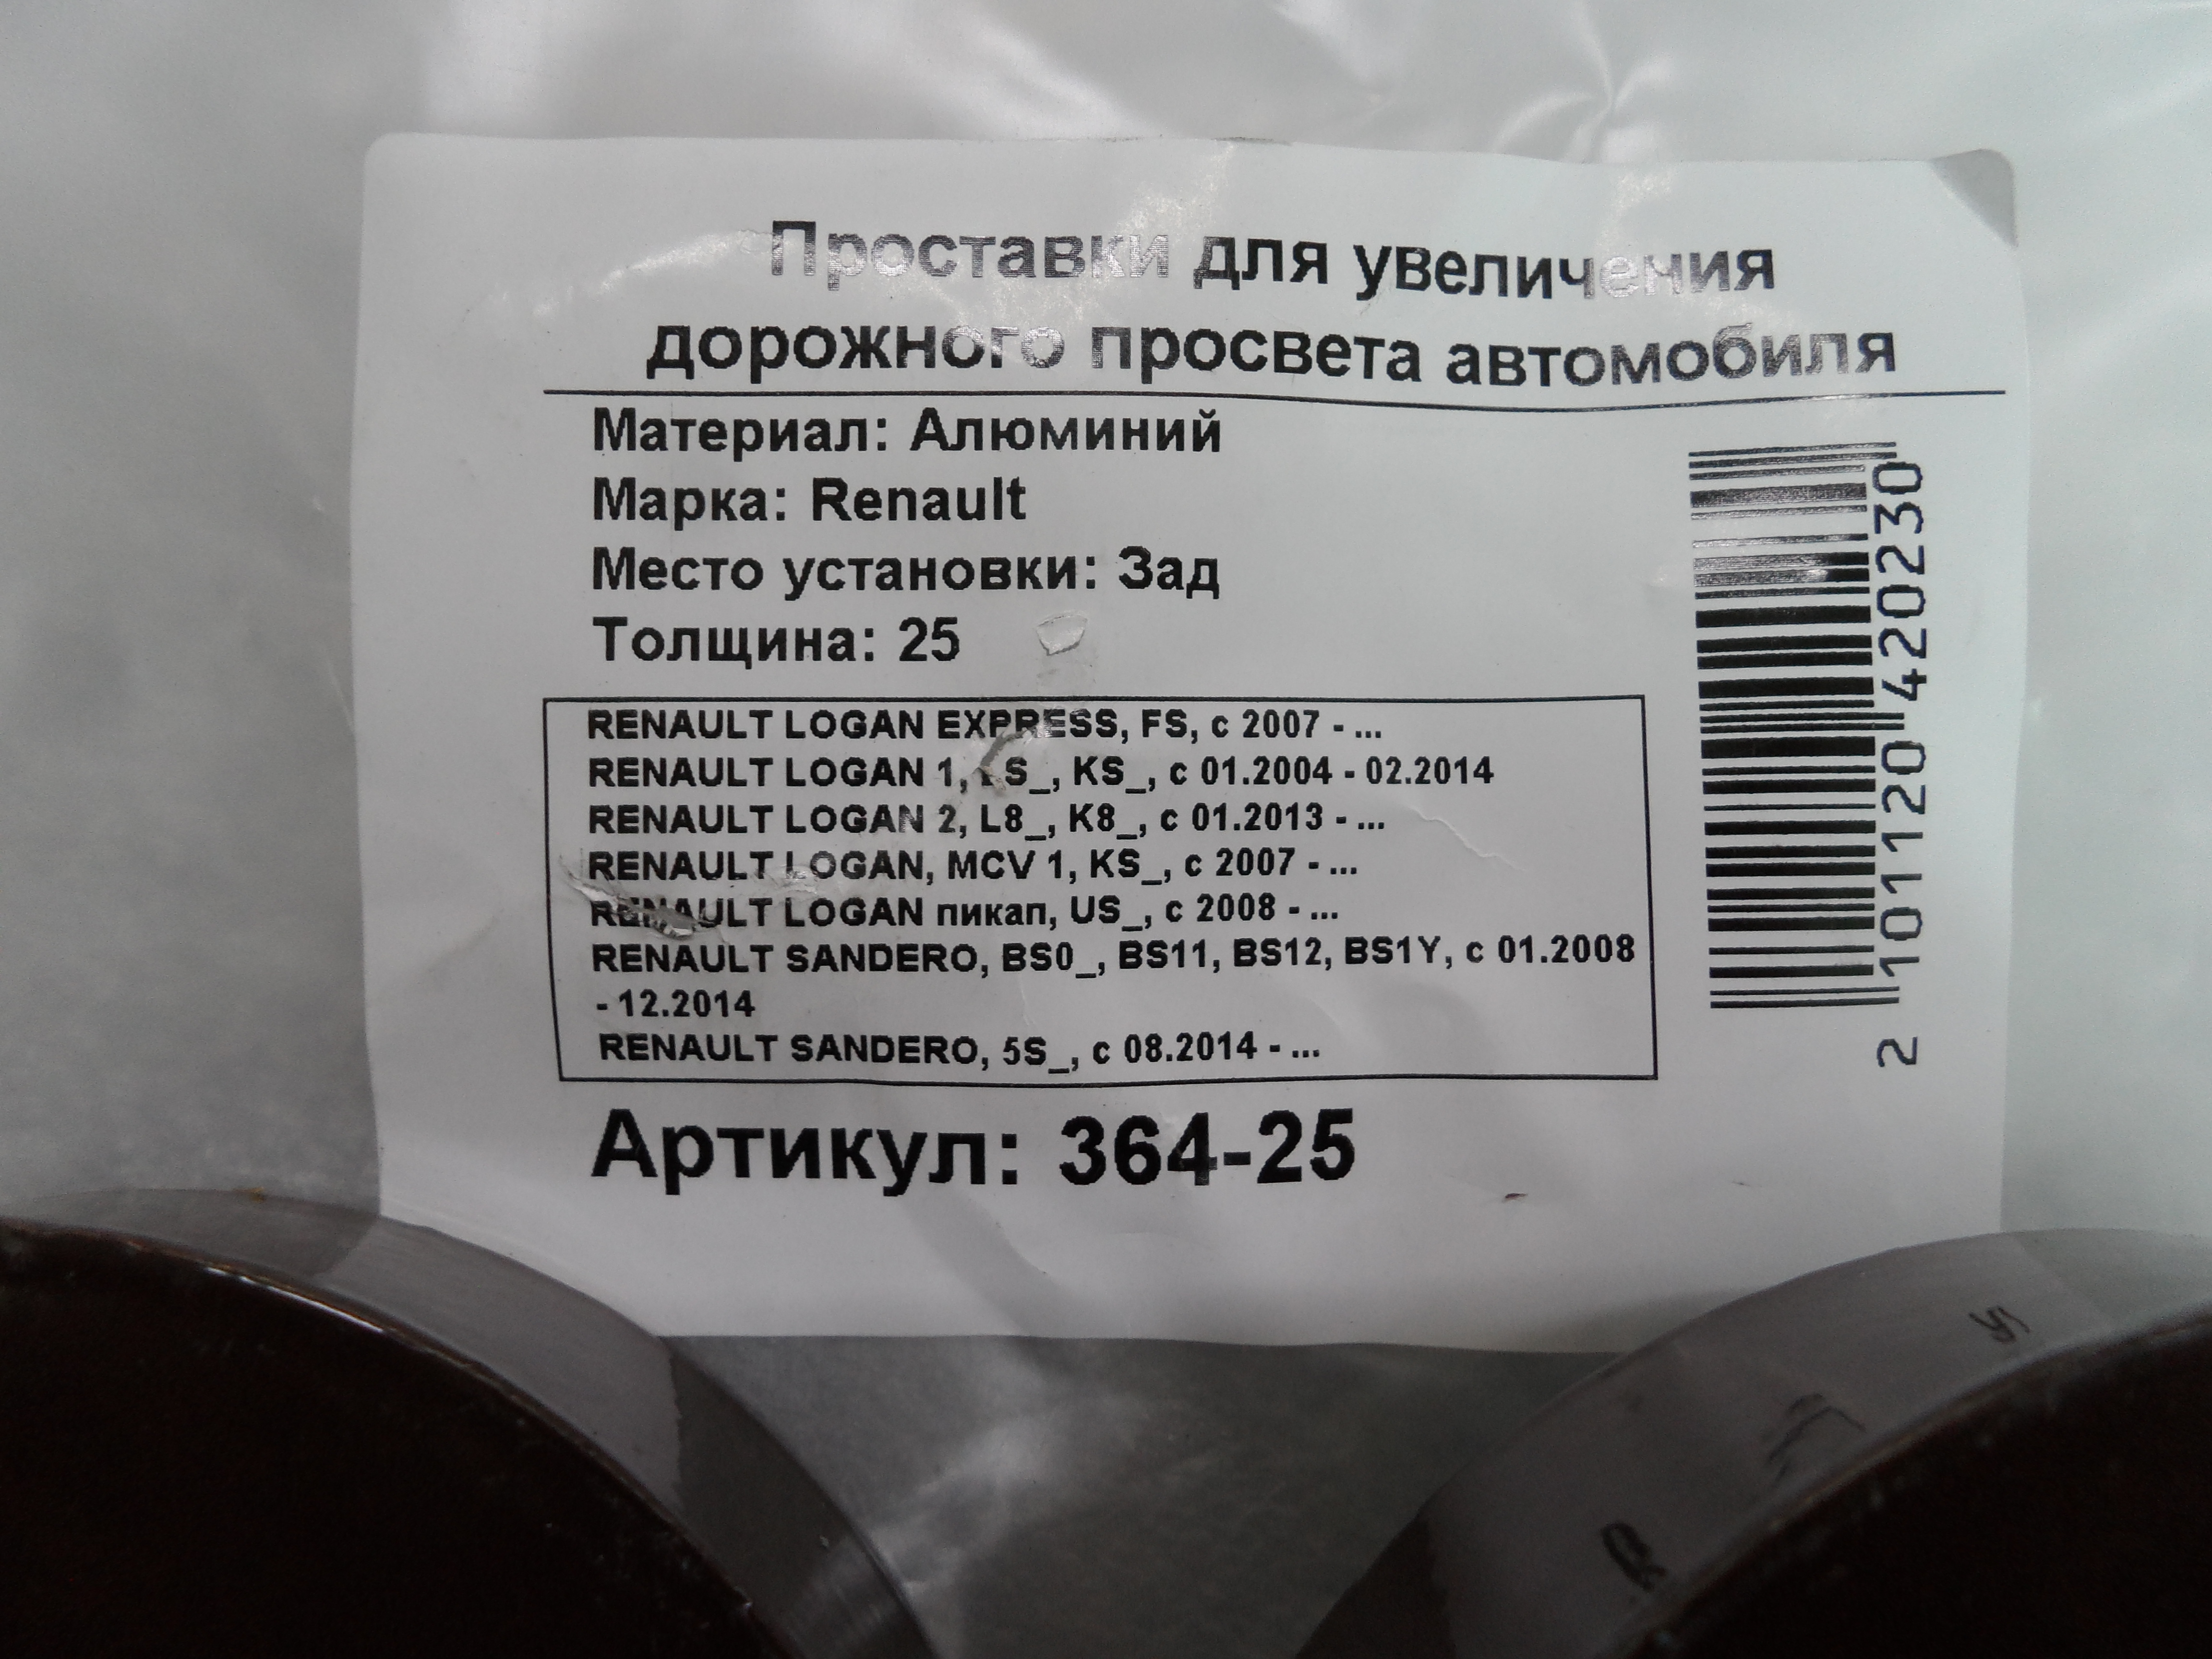 Проставки для увеличения
дорожного просвета автомобиля
Материал: Алюминий
Марка: Renault
Место установки: Зад
Толщина: 25
RENAULT LOGAN EXPRESS, FS, с 2007 - ...
RENAULT LOGAN 1, KS_, с 01.2004 - 02.2014
RENAULT LOGAN 2, L8_, K8_, с 01.2013 - ...
RENAULT LOGAN, MCV 1, KS_, с 2007 - ...
RENAULT LOGAN пикап, US_, с 2008 - ...
RENAULT SANDERO, BS0_, BS11, BS12, BS1Y, с 01.2008
- 12.2014
RENAULT SANDERO, 5S_, с 08.2014 - ...
Артикул: 364-25
2 101120 420230